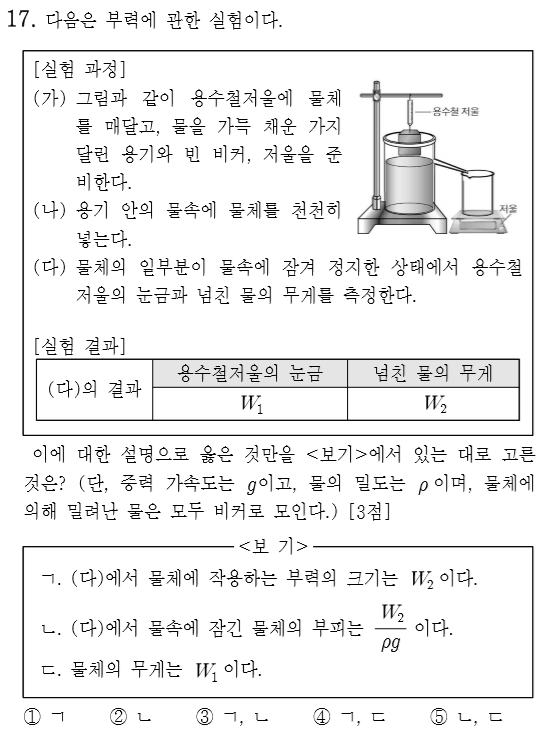 17. 다음은 부력에 관한 실험이다.
[실험 과정]
(가) 그림과 같이 용수철저울에 물체
를 매달고, 물을 가득 채운 가지
달린 용기와 빈 비커, 저울을 준
비한다.
용수철 저울
저울
(나) 용기 안의 물속에 물체를 천천히
넣는다.
(다) 물체의 일부분이 물속에 잠겨 정지한 상태에서 용수철
저울의 눈금과 넘친 물의 무게를 측정한다.
[실험 결과]
(다)의 결과
용수철저울의 눈금 넘친 물의 무게
W₁ W₂
이에 대한 설명으로 옳은 것만을 <보기>에서 있는 대로 고른
것은? (단, 중력 가속도는 g이고, 물의 밀도는 ρ이며, 물체에
의해 밀려난 물은 모두 비커로 모인다.) [3점]
<보 기>
ㄱ. (다)에서 물체에 작용하는 부력의 크기는 W₂이다.
ㄴ. (다)에서 물속에 잠긴 물체의 부피는 W₂/ρg 이다.
ㄷ. 물체의 무게는 W₁이다.
① ㄱ ② ㄴ ③ ㄱ, ㄴ ④ ㄱ, ㄷ ⑤ ㄴ, ㄷ